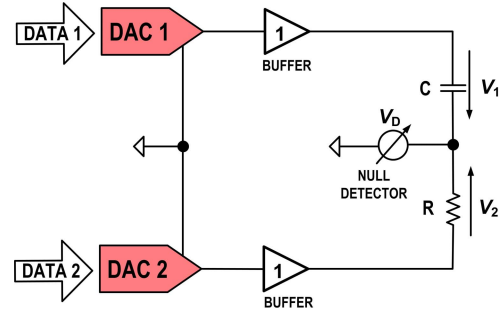 DATA 1
DAC 1
1
BUFFER
C
V1
VD
NULL
DETECTOR
R
V2
DATA 2
DAC 2
1
BUFFER